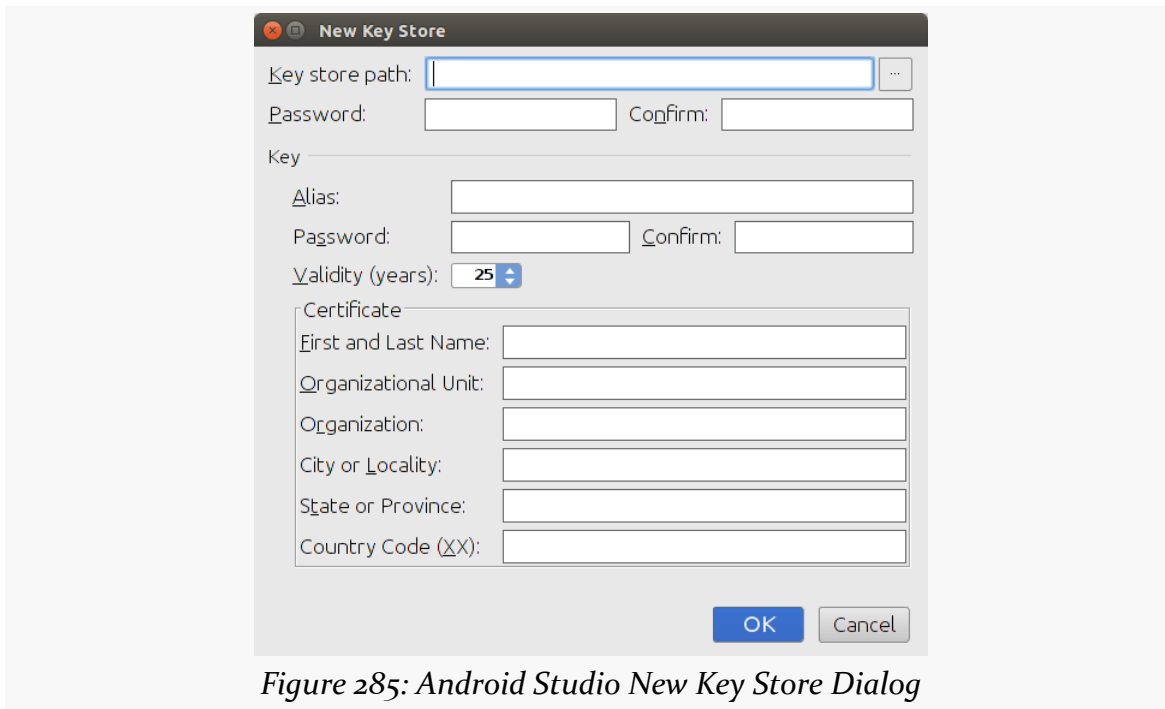 New Key Store
Key store path: ...
Password: Confirm:
Key
Alias:
Password: Confirm:
Validity (years): 25
Certificate
First and Last Name:
Organizational Unit:
Organization:
City or Locality:
State or Province:
Country Code (XX):
OK Cancel
Figure 285: Android Studio New Key Store Dialog